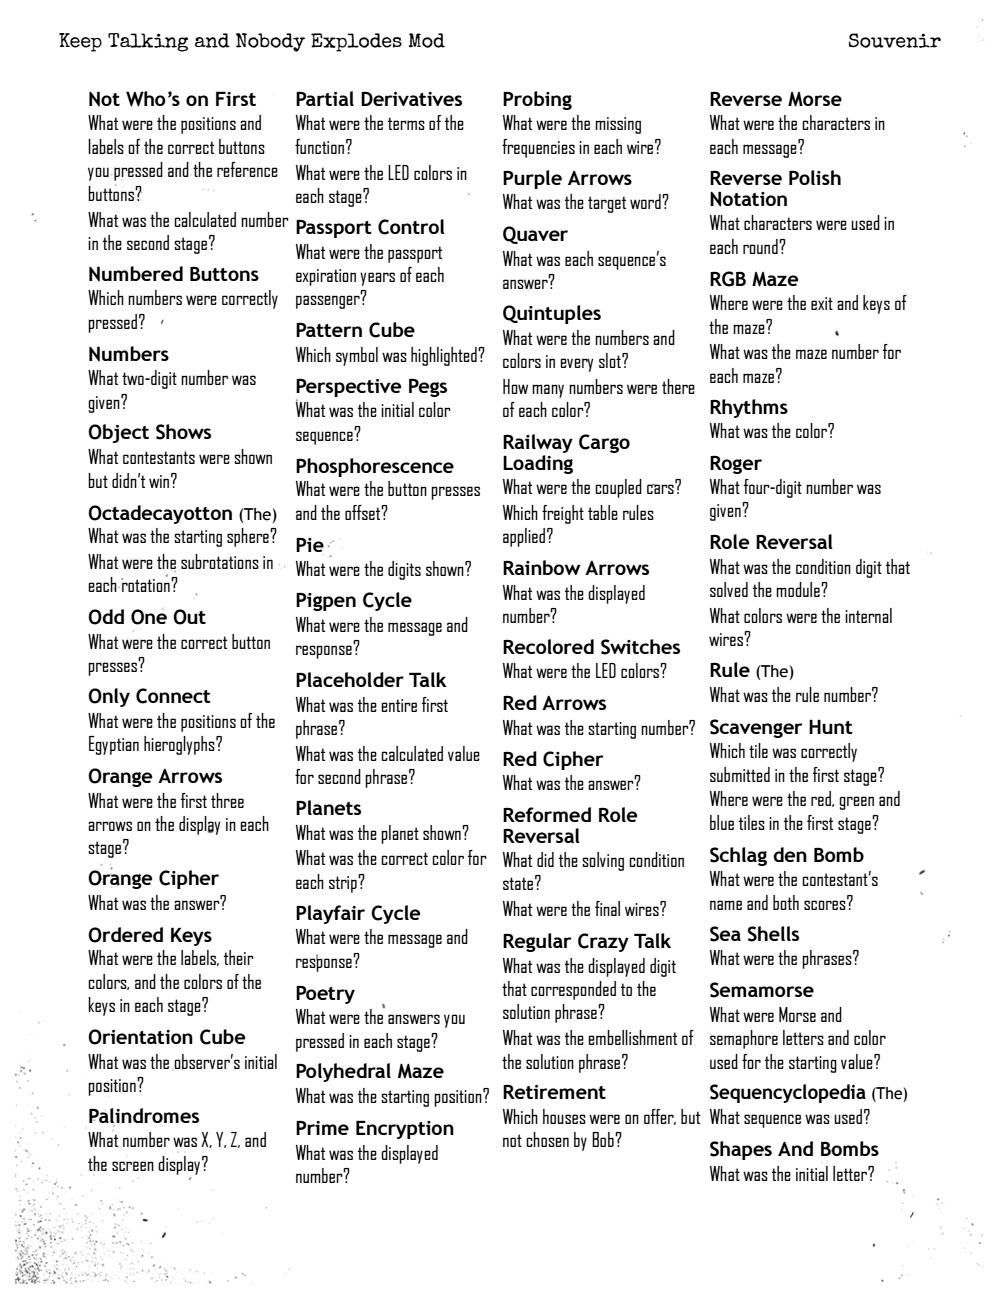 Keep Talking and Nobody Explodes Mod
Souvenir
Not Who's on First
What were the positions and
labels of the correct buttons
you pressed and the reference
buttons?
What was the calculated number
in the second stage?
Numbered Buttons
Which numbers were correctly
pressed?
Numbers
What two-digit number was
given?
Object Shows
What contestants were shown
but didn't win?
Octadecayotton (The)
What was the starting sphere?
What were the subrotations in
each rotation?
Odd One Out
What were the correct button
presses?
Only Connect
What were the positions of the
Egyptian hieroglyphs?
Orange Arrows
What were the first three
arrows on the display in each
stage?
Orange Cipher
What was the answer?
Ordered Keys
What were the labels, their
colors, and the colors of the
keys in each stage?
Orientation Cube
What was the observer's initial
position?
Palindromes
What number was X, Y, Z, and
the screen display?
Partial Derivatives
What were the terms of the
function?
What were the LED colors in
each stage?
Passport Control
What were the passport
expiration years of each
passenger?
Pattern Cube
Which symbol was highlighted?
Perspective Pegs
What was the initial color
sequence?
Phosphorescence
What were the button presses
and the offset?
Pie
What were the digits shown?
Pigpen Cycle
What were the message and
response?
Placeholder Talk
What was the entire first
phrase?
What was the calculated value
for second phrase?
Planets
What was the planet shown?
What was the correct color for
each strip?
Playfair Cycle
What were the message and
response?
Poetry
What were the answers you
pressed in each stage?
Polyhedral Maze
What was the starting position?
Prime Encryption
What was the displayed
number?
Probing
What were the missing
frequencies in each wire?
Purple Arrows
What was the target word?
Quaver
What was each sequence's
answer?
Quintuples
What were the numbers and
colors in every slot?
How many numbers were there
of each color?
Railway Cargo
Loading
What were the coupled cars?
Which freight table rules
applied?
Rainbow Arrows
What was the displayed
number?
Recolored Switches
What were the LED colors?
Red Arrows
What was the starting number?
Red Cipher
What was the answer?
Reformed Role
Reversal
What did the solving condition
state?
What were the final wires?
Regular Crazy Talk
What was the displayed digit
that corresponded to the
solution phrase?
What was the embellishment of
the solution phrase?
Retirement
Which houses were on offer, but
not chosen by Bob?
Reverse Morse
What were the characters in
each message?
Reverse Polish
Notation
What characters were used in
each round?
RGB Maze
Where were the exit and keys of
the maze?
What was the maze number for
each maze?
Rhythms
What was the color?
Roger
What four-digit number was
given?
Role Reversal
What was the condition digit that
solved the module?
What colors were the internal
wires?
Rule (The)
What was the rule number?
Scavenger Hunt
Which tile was correctly
submitted in the first stage?
Where were the red, green and
blue tiles in the first stage?
Schlag den Bomb
What were the contestant's
name and both scores?
Sea Shells
What were the phrases?
Semamorse
What were Morse and
semaphore letters and color
used for the starting value?
Sequencyclopedia (The)
What sequence was used?
Shapes And Bombs
What was the initial letter?